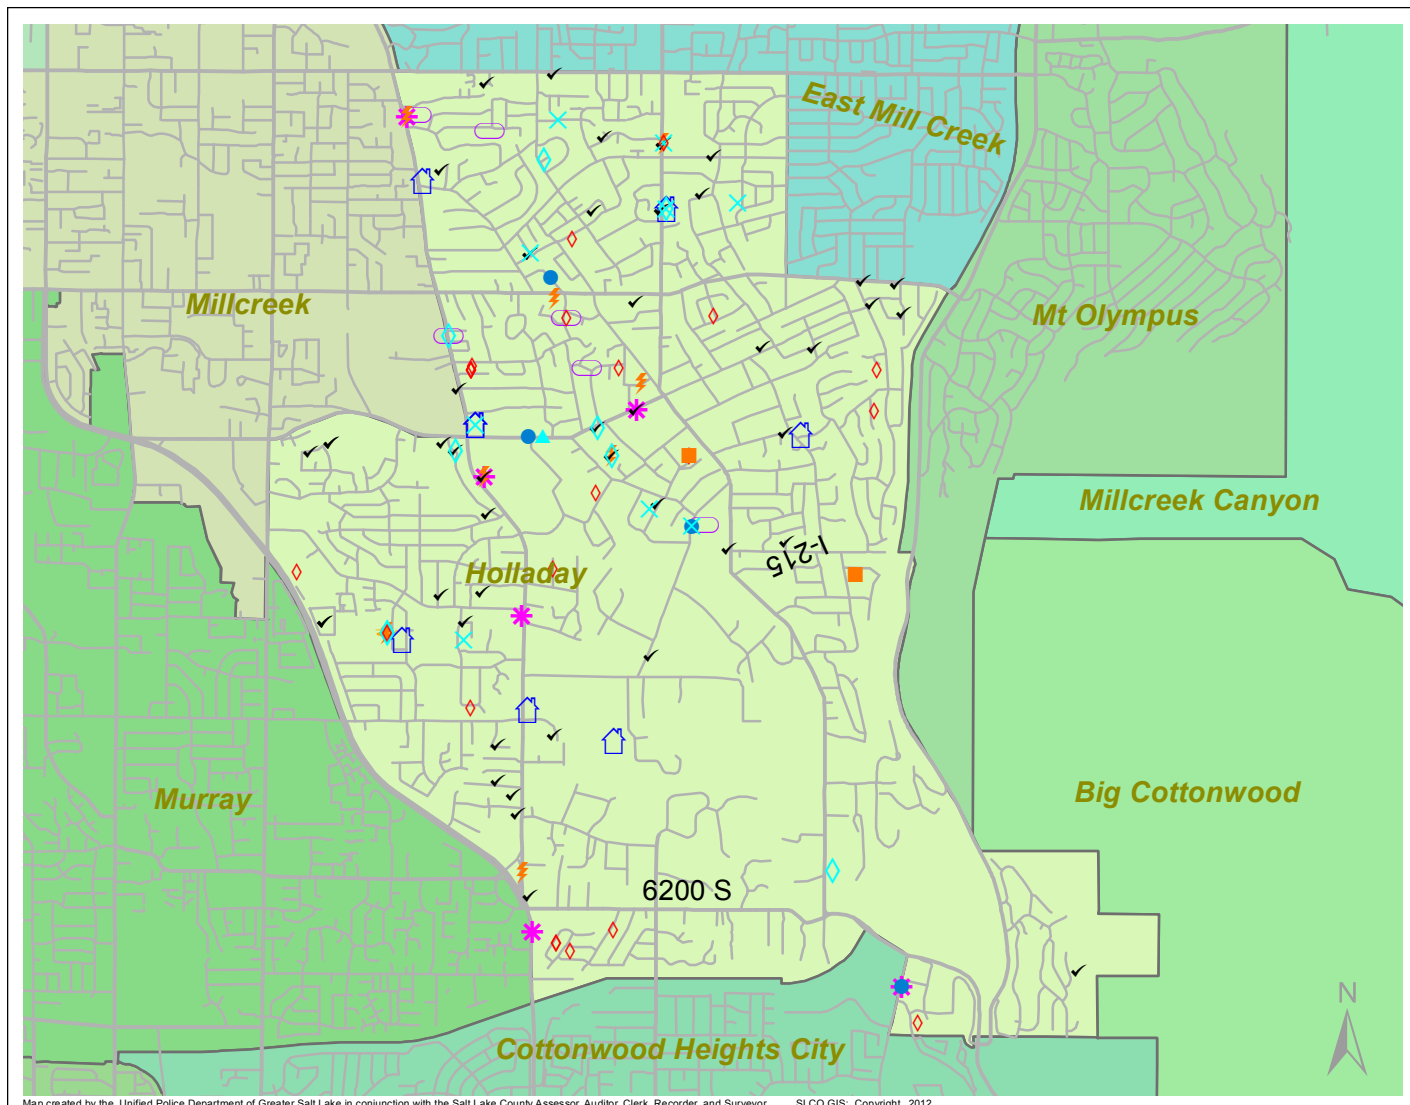 East Mill Creek
Millcreek
Mt Olympus
Millcreek Canyon
I-215
Holladay
Murray
Big Cottonwood
6200 S
N
Cottonwood Heights City
Map created by the Unified Police Department of Greater Salt Lake in conjunction with the Salt Lake County Assessor, Auditor, Clerk, Recorder, and Surveyor. SLCO GIS: Copyright, 2012